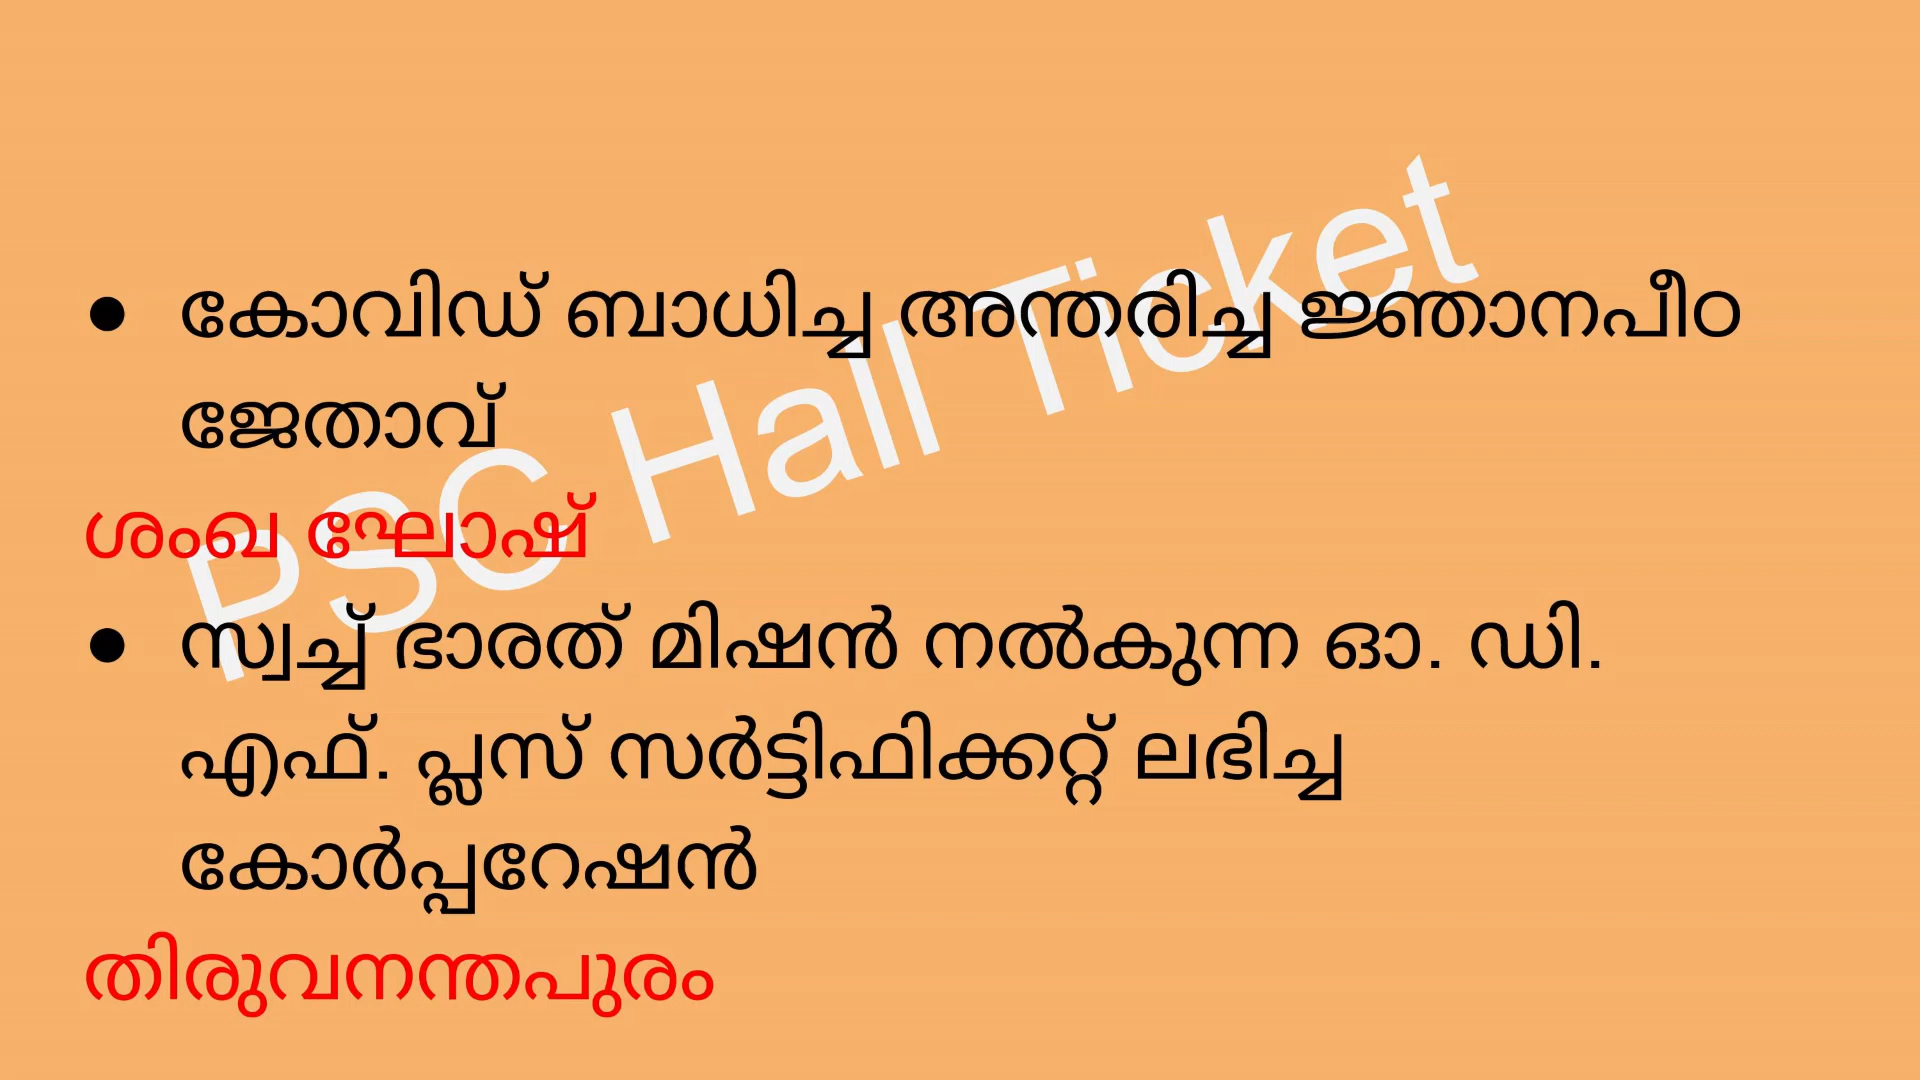 ● കോവിഡ് ബാധിച്ച അന്തരിച്ച ജ്ഞാനപീഠ
ജേതാവ്
ശംഖ ഘോഷ്
● സ്വച്ച് ഭാരത് മിഷൻ നൽകുന്ന ഓ. ഡി.
എഫ്. പ്ലസ് സർട്ടിഫിക്കറ്റ് ലഭിച്ച
കോർപ്പറേഷൻ
തിരുവനന്തപുരം
PSC Hall Ticket